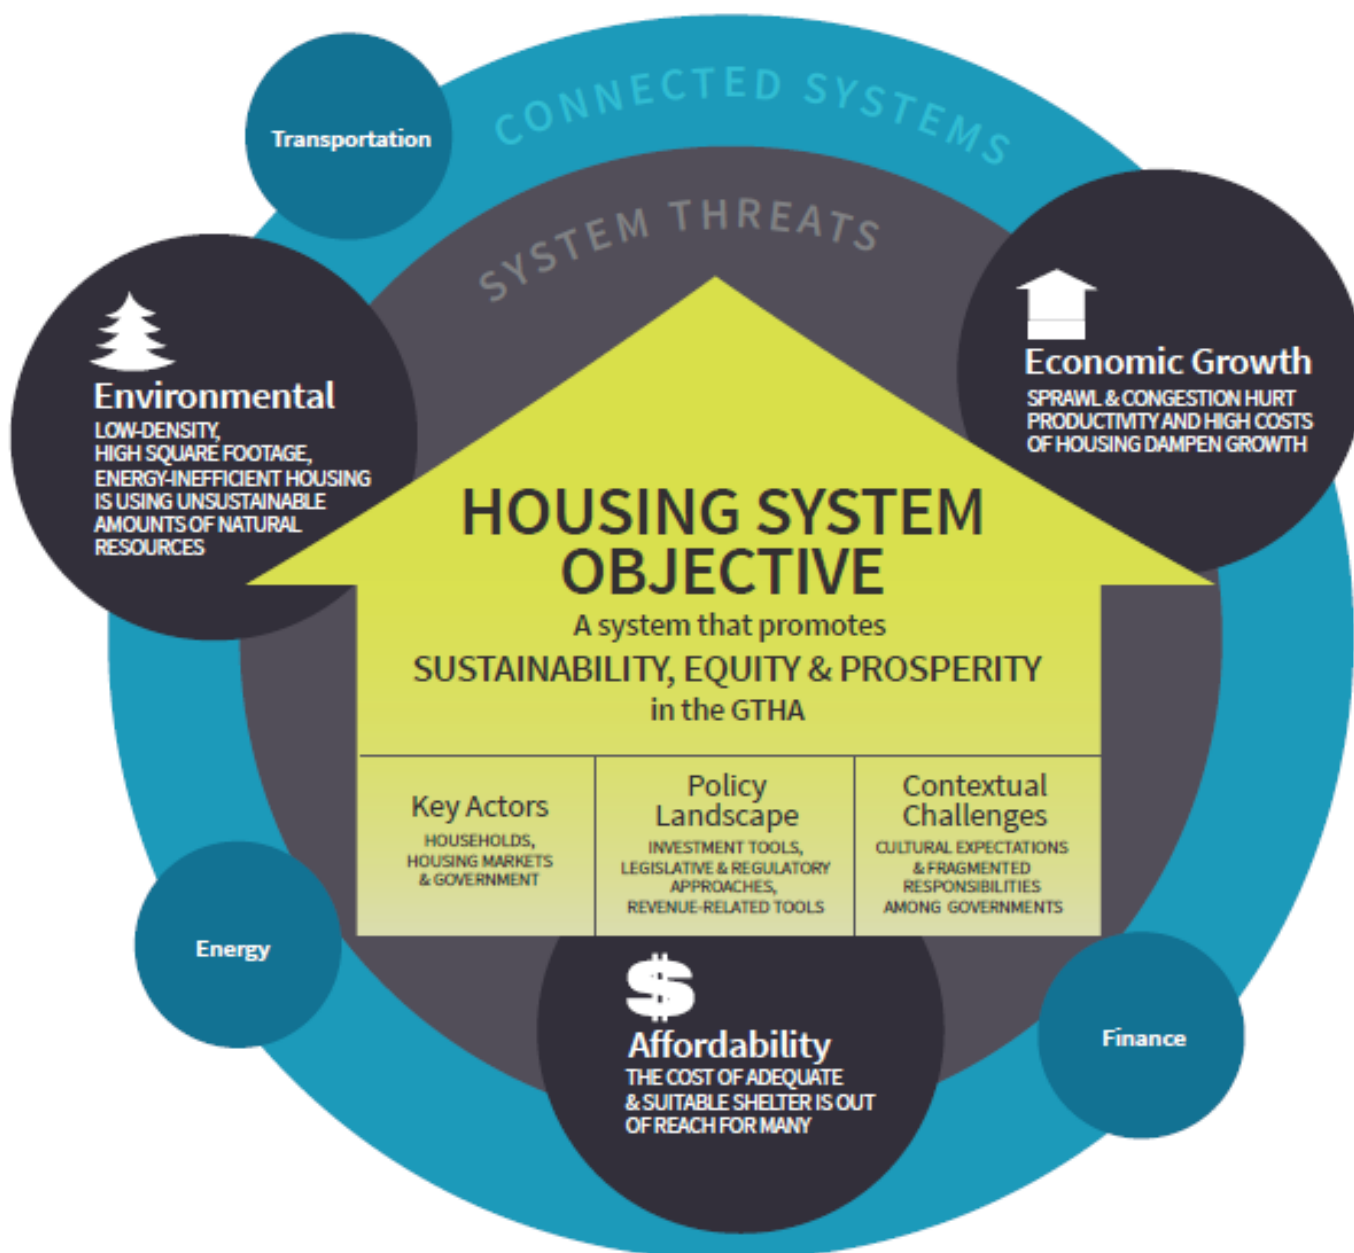 CONNECTED SYSTEMS
SYSTEM THREATS
Transportation
Environmental
LOW-DENSITY,
HIGH SQUARE FOOTAGE,
ENERGY-INEFFICIENT HOUSING
IS USING UNSUSTAINABLE
AMOUNTS OF NATURAL
RESOURCES
Economic Growth
SPRAWL & CONGESTION HURT
PRODUCTIVITY AND HIGH COSTS
OF HOUSING DAMPEN GROWTH
HOUSING SYSTEM
OBJECTIVE
A system that promotes
SUSTAINABILITY, EQUITY & PROSPERITY
in the GTHA
Key Actors
HOUSEHOLDS,
HOUSING MARKETS
& GOVERNMENT
Policy
Landscape
INVESTMENT TOOLS,
LEGISLATIVE & REGULATORY
APPROACHES,
REVENUE-RELATED TOOLS
Contextual
Challenges
CULTURAL EXPECTATIONS
& FRAGMENTED
RESPONSIBILITIES
AMONG GOVERNMENTS
Energy
$
Affordability
THE COST OF ADEQUATE
& SUITABLE SHELTER IS OUT
OF REACH FOR MANY
Finance